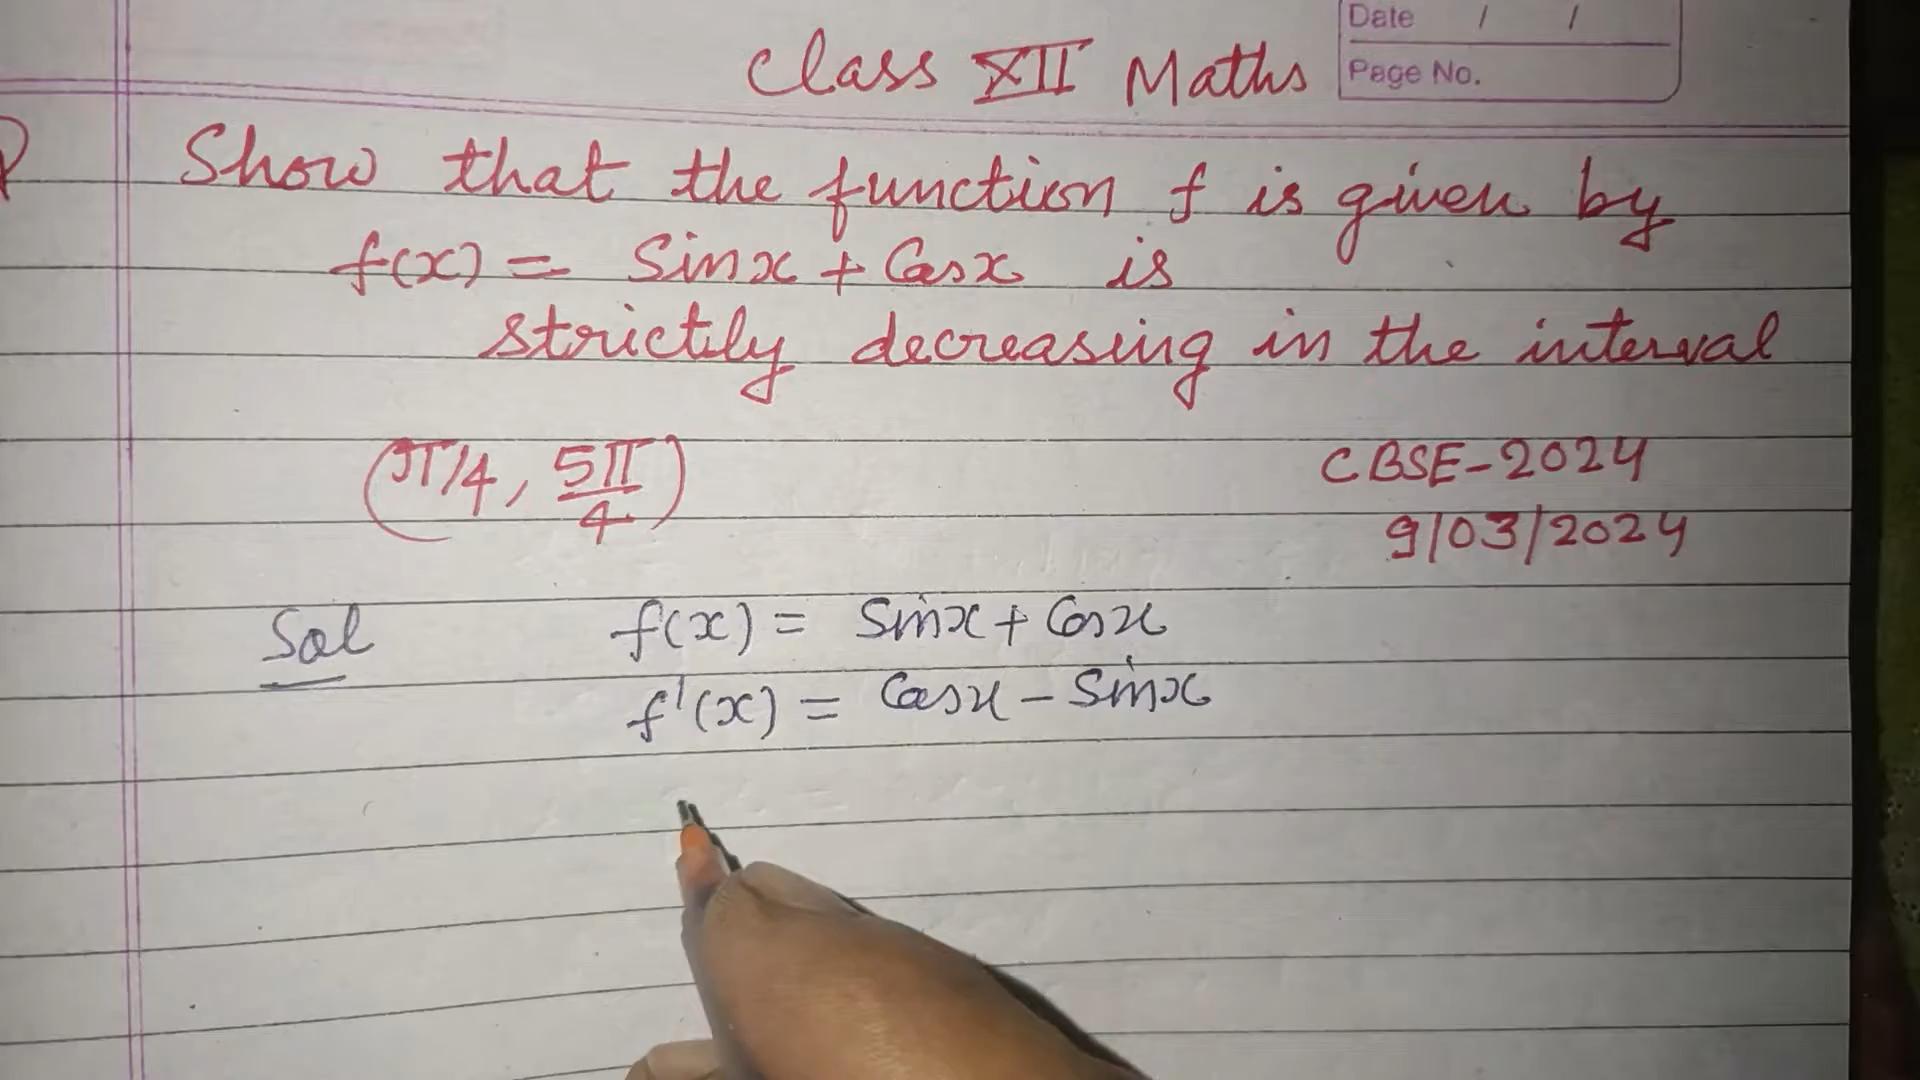 Date / /
Page No.
Class XII Maths
Show that the function f is given by
f(x) = Sinx + Cosx is
strictly decreasing in the interval
(π/4, 5π/4)
CBSE-2024
9/03/2024
Sol f(x) = Sinx + Cosx
f'(x) = Cosx - Sinx